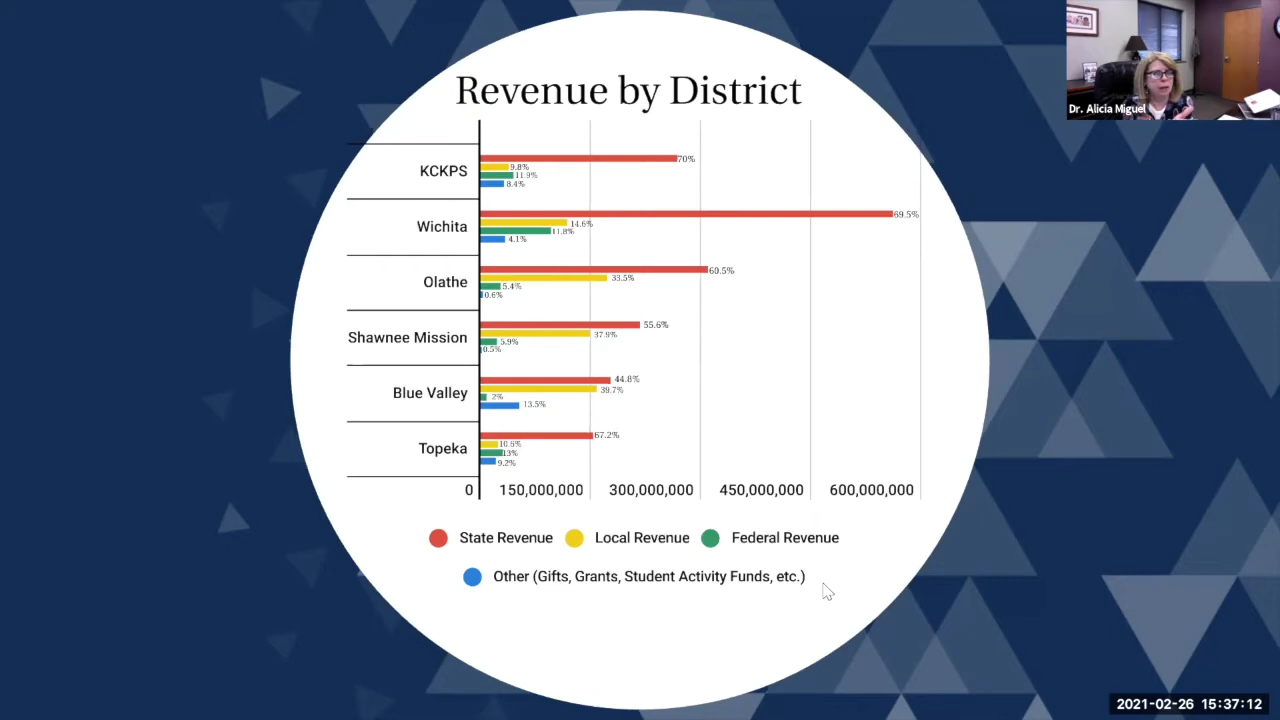 Revenue by District
KCKPS
70%
9.8%
11.9%
8.4%
Wichita
69.5%
14.6%
11.8%
4.1%
Olathe
60.5%
33.5%
5.4%
0.6%
Shawnee Mission
55.6%
37.9%
5.9%
0.5%
Blue Valley
44.8%
39.7%
2%
13.5%
Topeka
67.2%
10.6%
13%
9.2%
0 150,000,000 300,000,000 450,000,000 600,000,000
State Revenue Local Revenue Federal Revenue
Other (Gifts, Grants, Student Activity Funds, etc.)
Dr. Alicia Miguel
2021-02-26 15:37:12